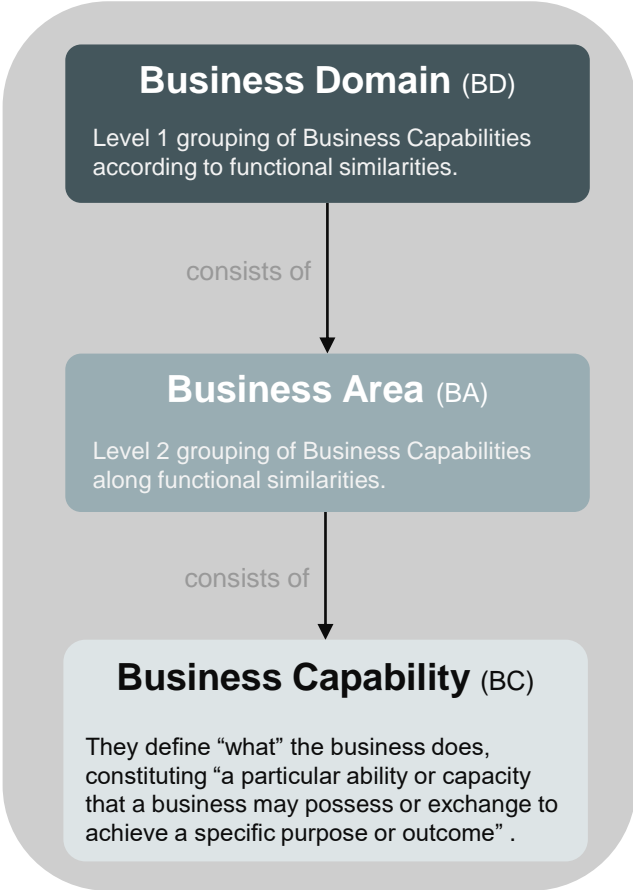 Business Domain (BD)
Level 1 grouping of Business Capabilities
according to functional similarities.
consists of
Business Area (BA)
Level 2 grouping of Business Capabilities
along functional similarities.
consists of
Business Capability (BC)
They define “what” the business does,
constituting “a particular ability or capacity
that a business may possess or exchange to
achieve a specific purpose or outcome” .